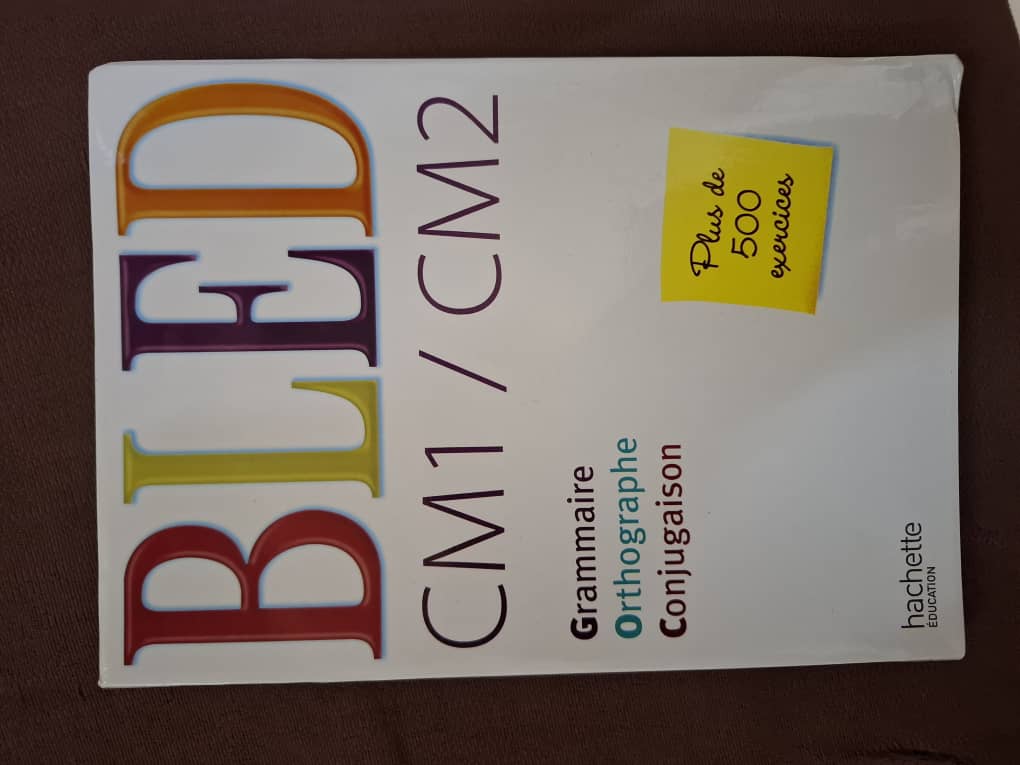 BLED
CM1 / CM2
Grammaire
Orthographe
Conjugaison
Plus de
500
exercices
hachette
ÉDUCATION